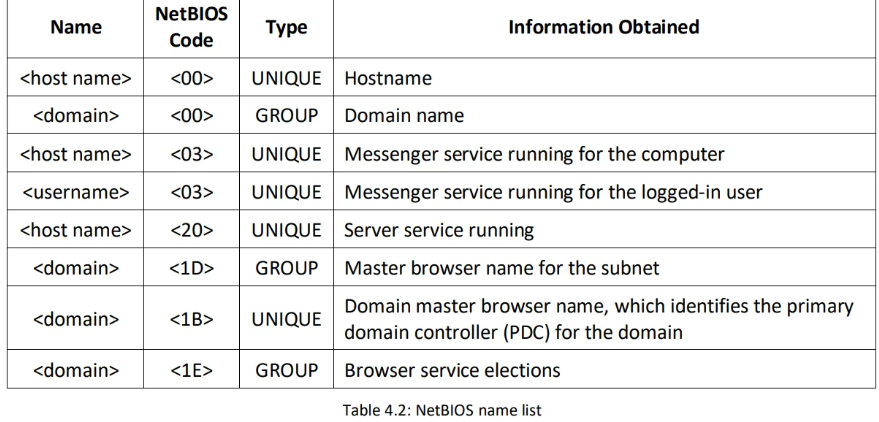 Name NetBIOS Code Type Information Obtained
<host name> <00> UNIQUE Hostname
<domain> <00> GROUP Domain name
<host name> <03> UNIQUE Messenger service running for the computer
<username> <03> UNIQUE Messenger service running for the logged-in user
<host name> <20> UNIQUE Server service running
<domain> <1D> GROUP Master browser name for the subnet
<domain> <1B> UNIQUE Domain master browser name, which identifies the primary
domain controller (PDC) for the domain
<domain> <1E> GROUP Browser service elections
Table 4.2: NetBIOS name list